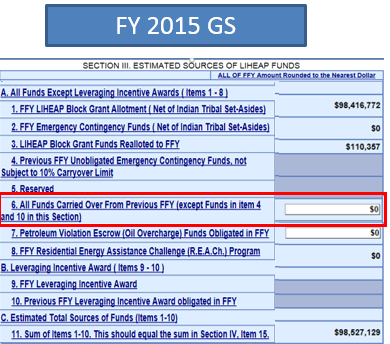 FY 2015 GS
SECTION III. ESTIMATED SOURCES OF LIHEAP FUNDS
ALL OF FFY Amount Rounded to the Nearest Dollar
A. All Funds Except Leveraging Incentive Awards ( Items 1 - 8 )
1. FFY LIHEAP Block Grant Allotment ( Net of Indian Tribal Set-Asides) $98,416,772
2. FFY Emergency Contingency Funds ( Net of Indian Tribal Set-Asides) $0
3. LIHEAP Block Grant Funds Reallotted to FFY $110,357
4. Previous FFY Unobligated Emergency Contingency Funds, not
Subject to 10% Carryover Limit
5. Reserved
6. All Funds Carried Over From Previous FFY (except Funds in item 4
and 10 in this Section) $0
7. Petroleum Violation Escrow (Oil Overcharge) Funds Obligated in FFY $0
8. FFY Residential Energy Assistance Challenge (R.E.A.Ch.) Program $0
B. Leveraging Incentive Award ( Items 9 - 10 )
9. FFY Leveraging Incentive Award
10. Previous FFY Leveraging Incentive Award obligated in FFY
C. Estimated Total Sources of Funds (Items 1-10)
11. Sum of Items 1-10. This should equal the sum in Section IV, Item 15. $98,527,129